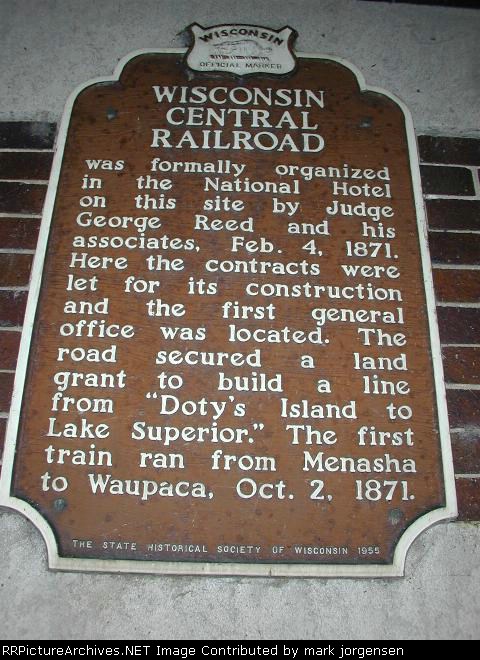 WISCONSIN
OFFICIAL MARKER
WISCONSIN
CENTRAL
RAILROAD
was formally organized
in the National Hotel
on this site by Judge
George Reed and his
associates, Feb. 4, 1871.
Here the contracts were
let for its construction
and the first general
office was located. The
road secured a land
grant to build a line
from "Doty's Island to
Lake Superior." The first
train ran from Menasha
to Waupaca, Oct. 2, 1871.
THE STATE HISTORICAL SOCIETY OF WISCONSIN 1955
RRPictureArchives.NET Image Contributed by mark jorgensen